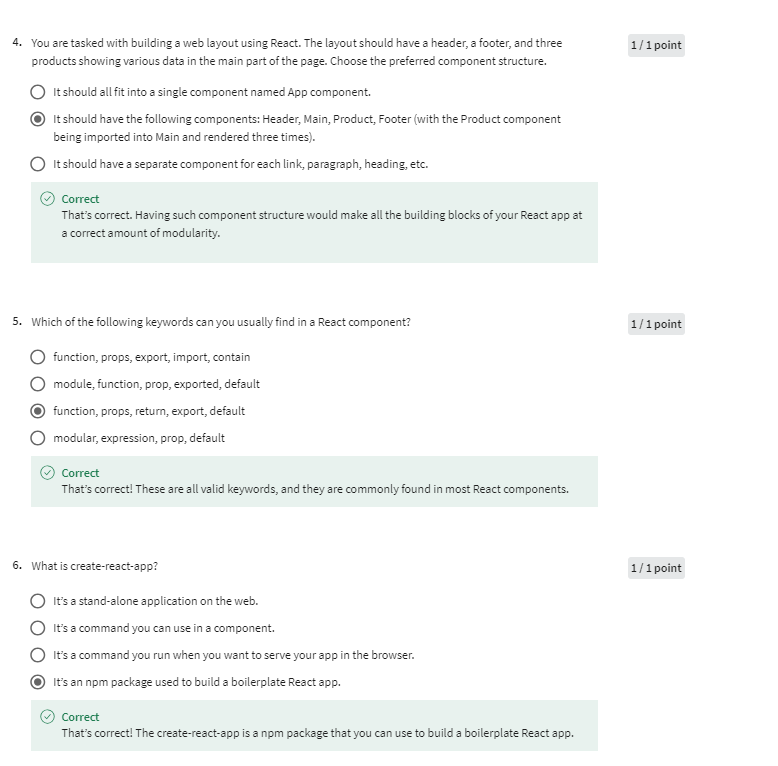 4. You are tasked with building a web layout using React. The layout should have a header, a footer, and three
1 / 1 point
products showing various data in the main part of the page. Choose the preferred component structure.
It should all fit into a single component named App component.
It should have the following components: Header, Main, Product, Footer (with the Product component
being imported into Main and rendered three times).
It should have a separate component for each link, paragraph, heading, etc.
Correct
That's correct. Having such component structure would make all the building blocks of your React app at
a correct amount of modularity.
5. Which of the following keywords can you usually find in a React component?
1 / 1 point
function, props, export, import, contain
module, function, prop, exported, default
function, props, return, export, default
modular, expression, prop, default
Correct
That's correct! These are all valid keywords, and they are commonly found in most React components.
6. What is create-react-app?
1 / 1 point
It's a stand-alone application on the web.
It's a command you can use in a component.
It's a command you run when you want to serve your app in the browser.
It's an npm package used to build a boilerplate React app.
Correct
That's correct! The create-react-app is a npm package that you can use to build a boilerplate React app.